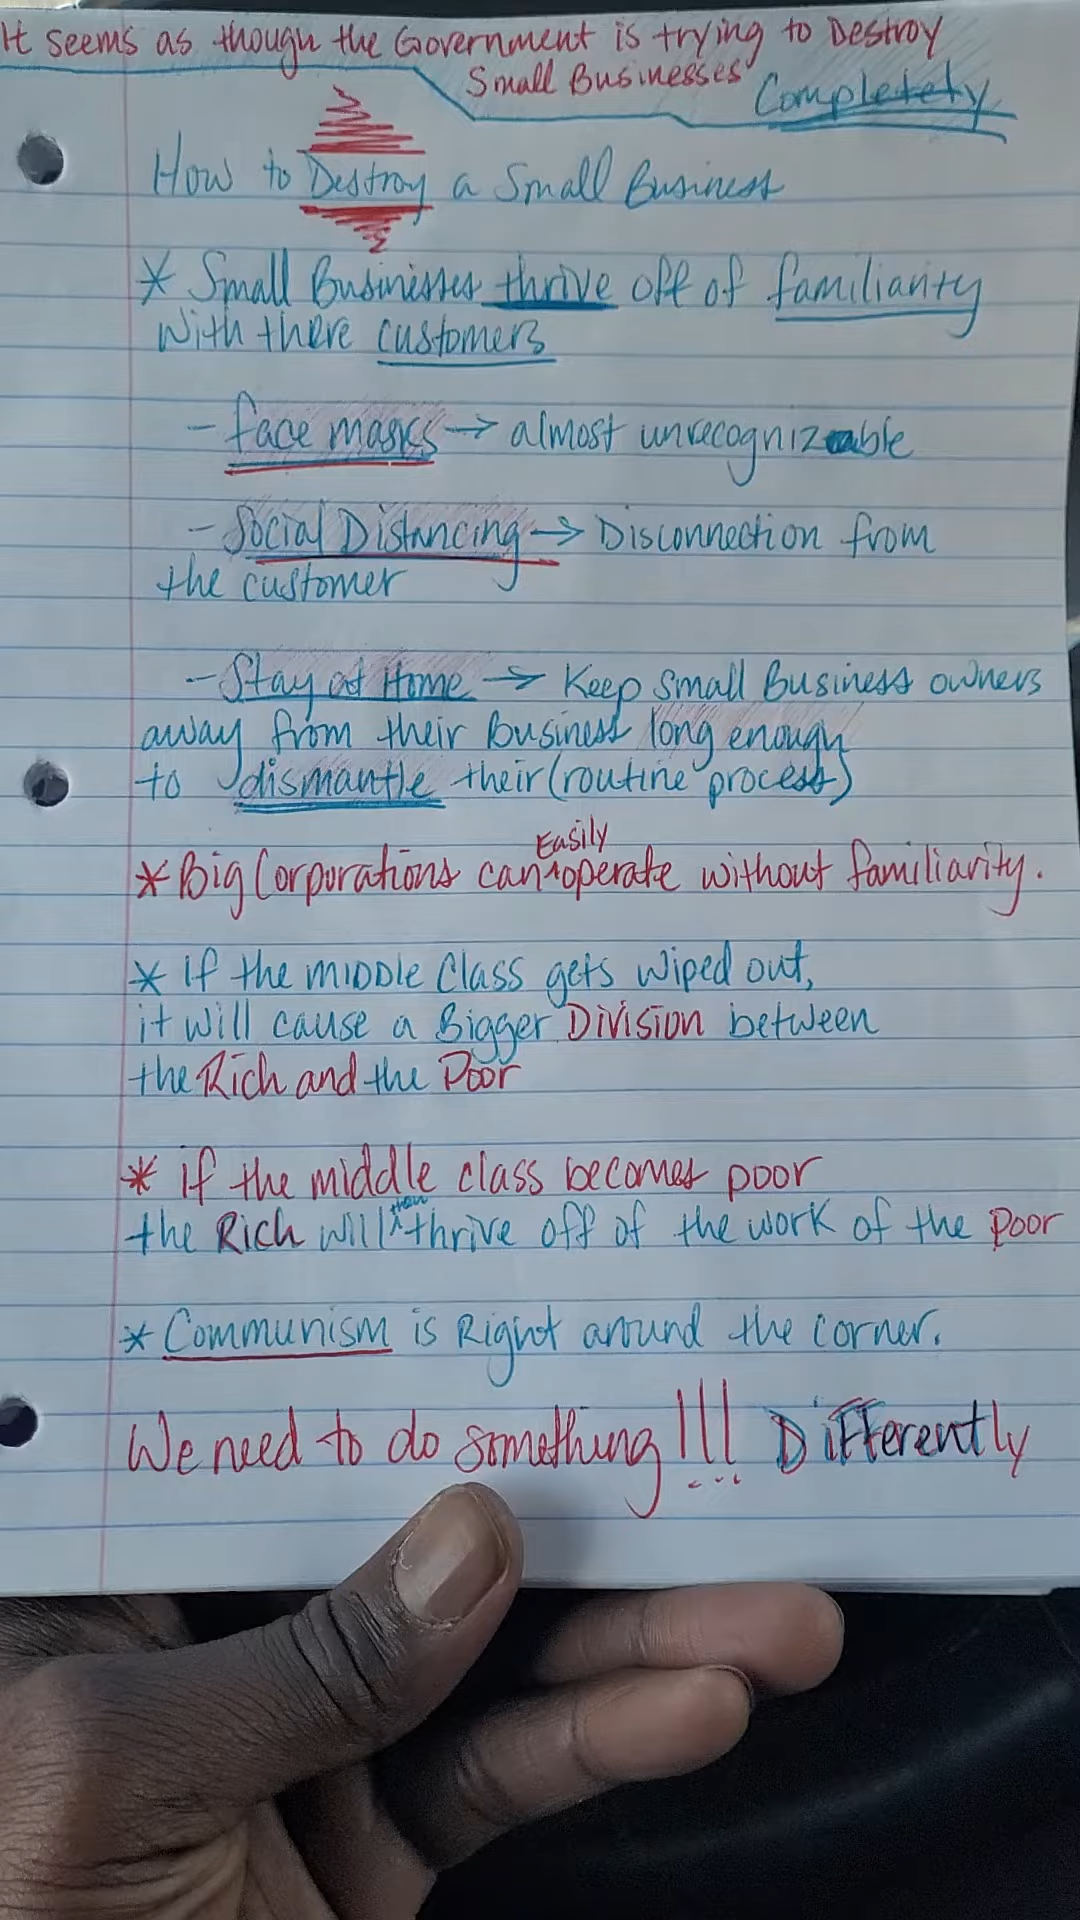 It seems as though the Government is trying to Destroy
Small Businesses Completety
How to Destroy a Small Business
* Small Businesses thrive off of familiarity
With there customers
- face masks → almost unrecognizable
- Social Distancing → Disconnection from
the customer
- Stay at Home → Keep small Business owners
away from their Business long enough
to dismantle their (routine process)
Easily
* Big Corporations can operate without familiarity.
* if the MIDDLE Class gets wiped out,
it will cause a Bigger Division between
the Rich and the Poor
* if the middle class becomes poor
then
the Rich will thrive off of the work of the Poor
* Communism is Right around the corner.
We need to do something!!! Differently